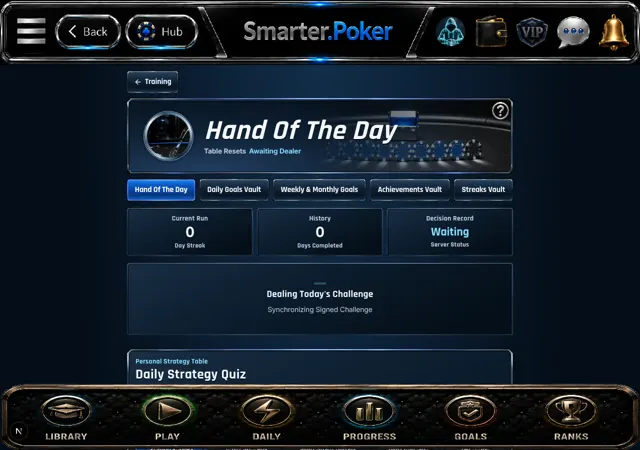 Back
Hub
Smarter.Poker
VIP
← Training
Hand Of The Day
?
Table Resets Awaiting Dealer
Hand Of The Day
Daily Goals Vault
Weekly & Monthly Goals
Achievements Vault
Streaks Vault
Current Run
0
Day Streak
History
0
Days Completed
Decision Record
Waiting
Server Status
Dealing Today's Challenge
Synchronizing Signed Challenge
Personal Strategy Table
Daily Strategy Quiz
N
LIBRARY
PLAY
DAILY
PROGRESS
GOALS
RANKS